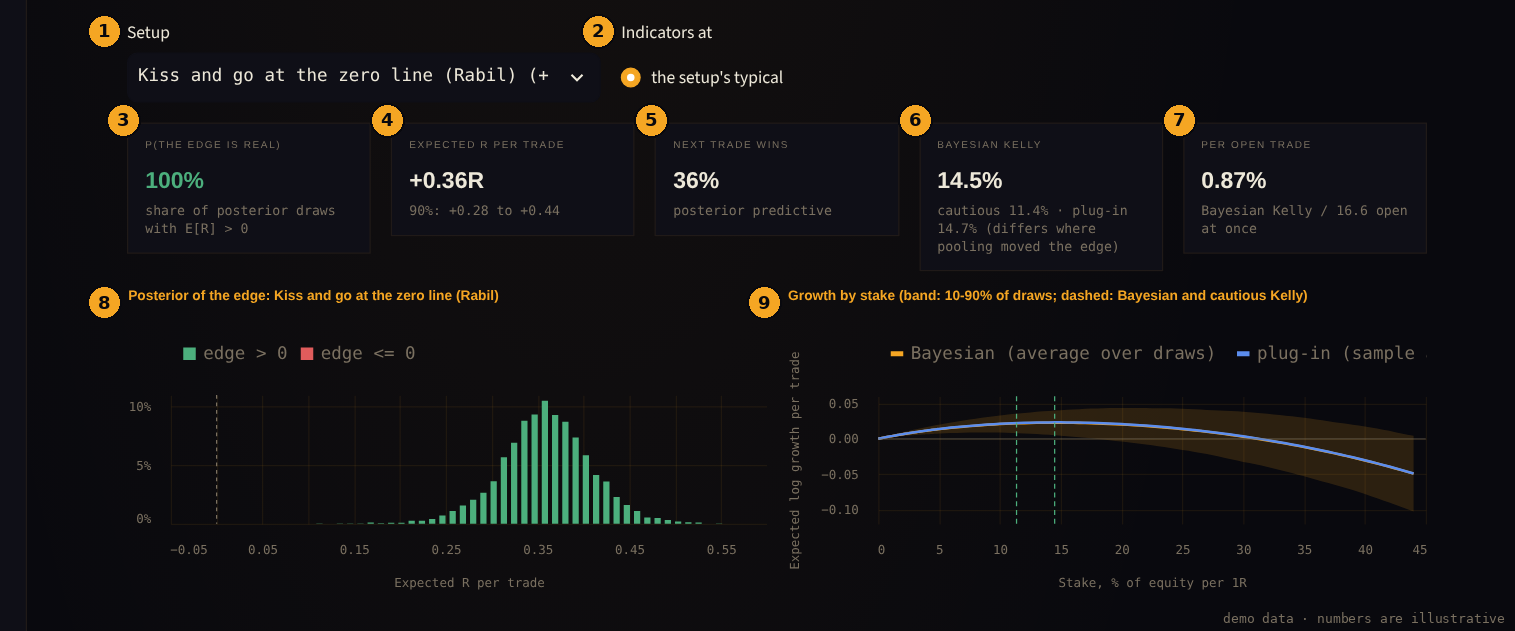 1 Setup
2 Indicators at
Kiss and go at the zero line (Rabil) (+
the setup's typical
3
P(THE EDGE IS REAL)
100%
share of posterior draws
with E[R] > 0
4
EXPECTED R PER TRADE
+0.36R
90%: +0.28 to +0.44
5
NEXT TRADE WINS
36%
posterior predictive
6
BAYESIAN KELLY
14.5%
cautious 11.4% · plug-in
14.7% (differs where
pooling moved the edge)
7
PER OPEN TRADE
0.87%
Bayesian Kelly / 16.6 open
at once
8 Posterior of the edge: Kiss and go at the zero line (Rabil)
edge > 0 edge <= 0
10%
5%
0%
−0.05 0.05 0.15 0.25 0.35 0.45 0.55
Expected R per trade
9 Growth by stake (band: 10-90% of draws; dashed: Bayesian and cautious Kelly)
Bayesian (average over draws) plug-in (sample
Expected log growth per trade
0.05
0.00
−0.05
−0.10
0 5 10 15 20 25 30 35 40 45
Stake, % of equity per 1R
demo data · numbers are illustrative